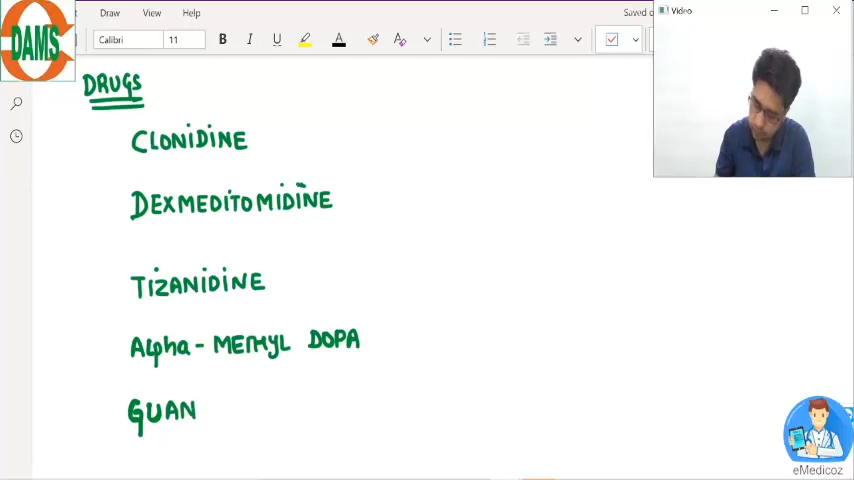 Draw View Help Saved o Video
DAMS
Calibri 11 B I U A A
DRUGS
CLONIDINE
DEXMEDITOMIDINE
TIZANIDINE
Alpha - METHYL DOPA
GUAN
eMedicoz